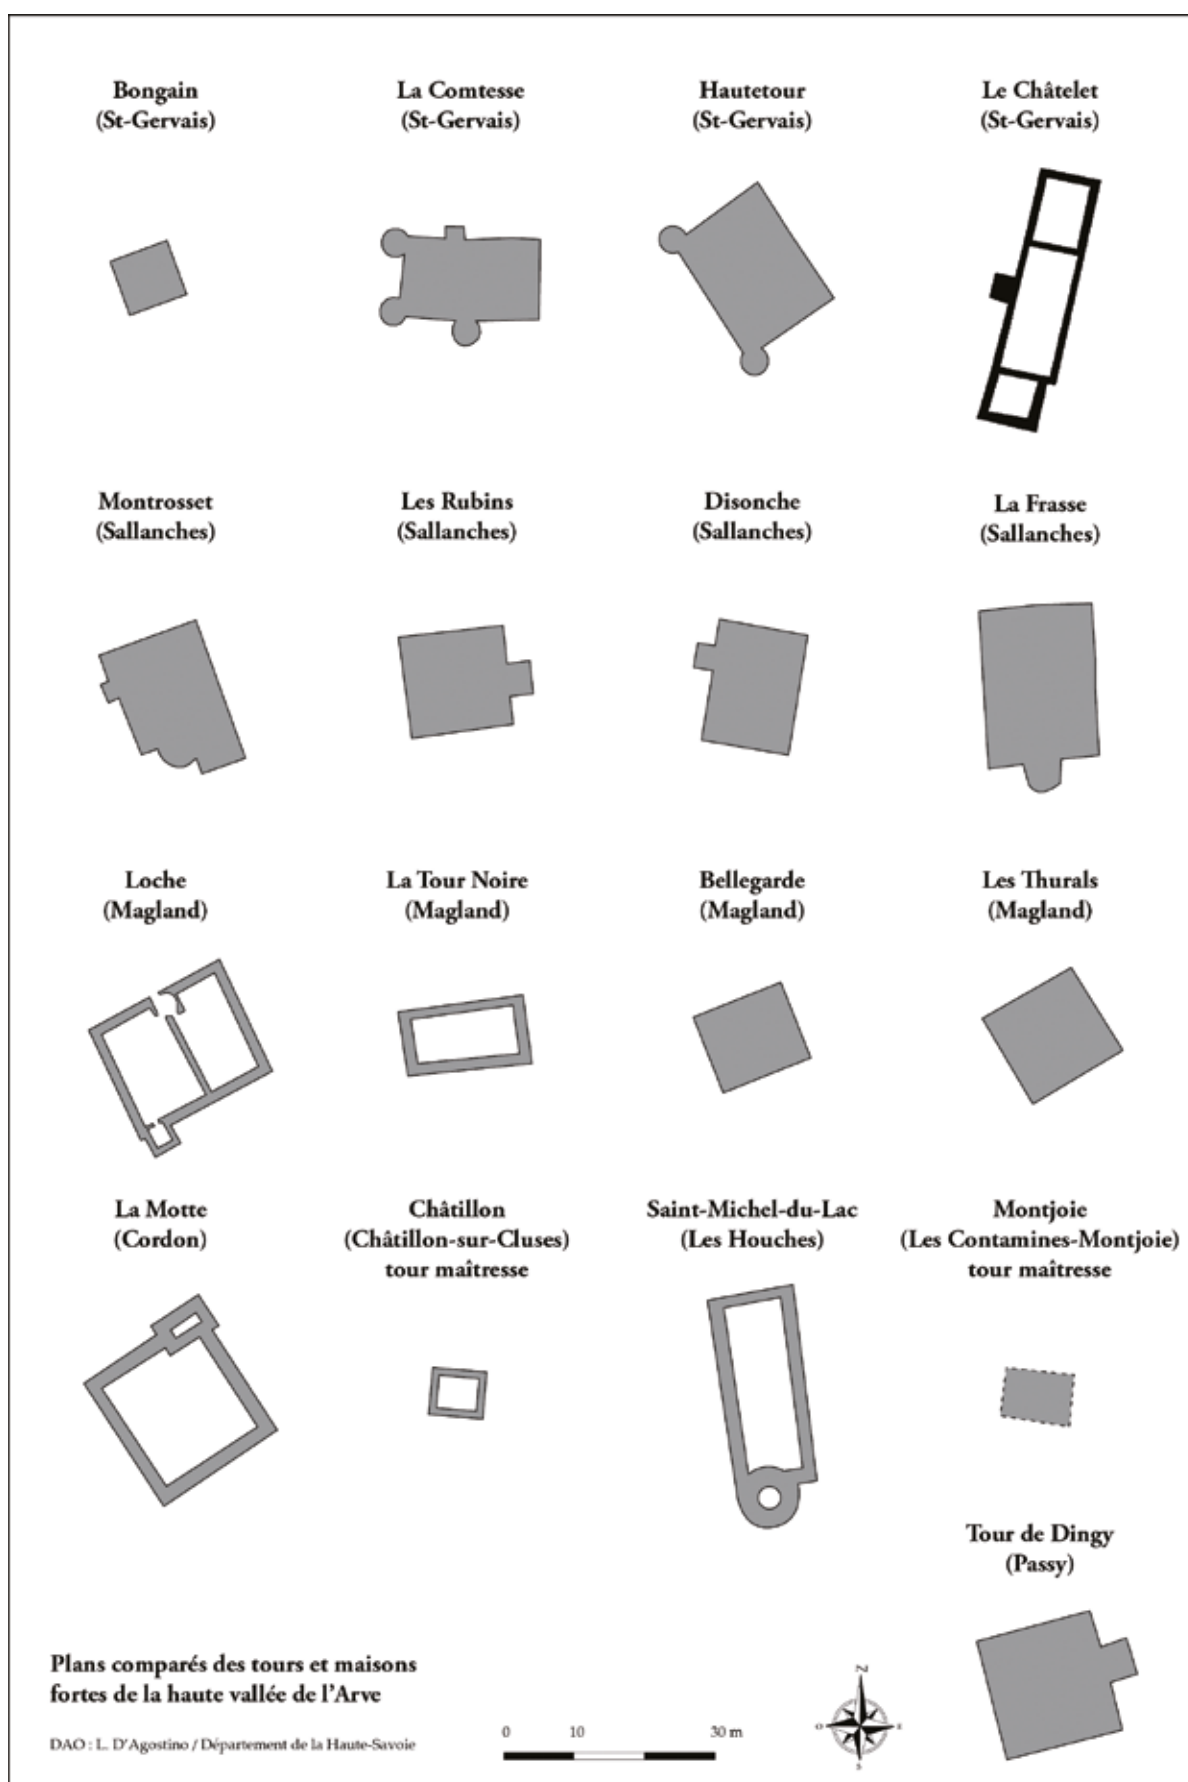 Bongain
(St-Gervais)
La Comtesse
(St-Gervais)
Hautetour
(St-Gervais)
Le Châtelet
(St-Gervais)
Montrosset
(Sallanches)
Les Rubins
(Sallanches)
Disonche
(Sallanches)
La Frasse
(Sallanches)
Loche
(Magland)
La Tour Noire
(Magland)
Bellegarde
(Magland)
Les Thurals
(Magland)
La Motte
(Cordon)
Châtillon
(Châtillon-sur-Cluses)
tour maîtresse
Saint-Michel-du-Lac
(Les Houches)
Montjoie
(Les Contamines-Montjoie)
tour maîtresse
Tour de Dingy
(Passy)
Plans comparés des tours et maisons
fortes de la haute vallée de l'Arve
DAO : L. D'Agostino / Département de la Haute-Savoie
0 10 30 m
N
O E
S